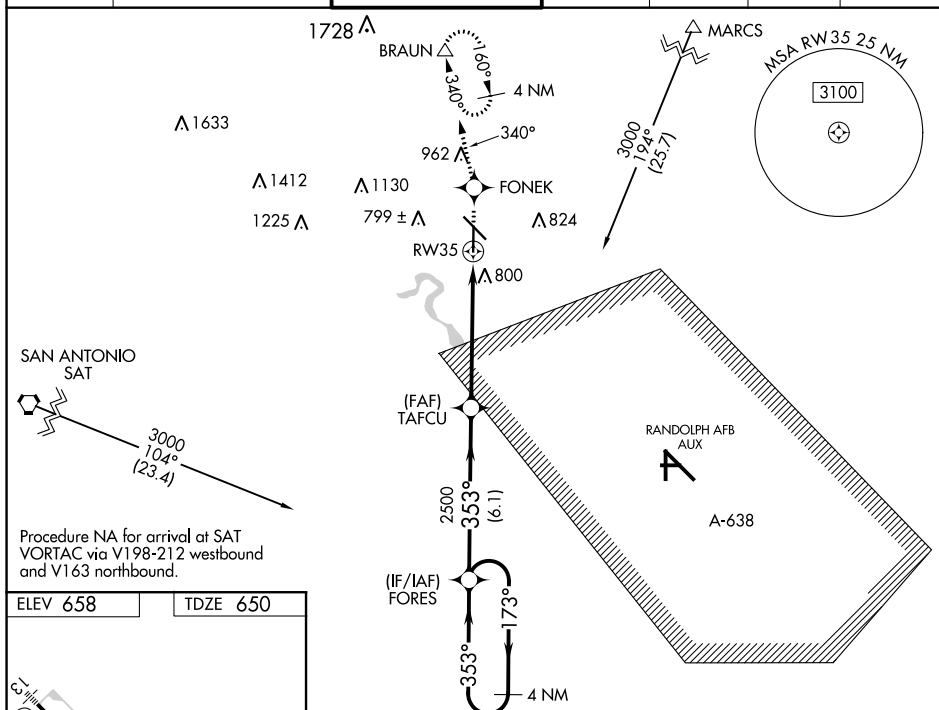 1728
BRAUN
160°
340°
4 NM
MARCS
MSA RW35 25 NM
3100
1633
340°
962
3000
194°
(25.7)
1412
1130
FONEK
1225
799 ±
824
RW35
800
SAN ANTONIO
SAT
(FAF)
TAFCU
3000
104°
(23.4)
RANDOLPH AFB
AUX
2500
353°
(6.1)
A-638
Procedure NA for arrival at SAT
VORTAC via V198-212 westbound
and V163 northbound.
(IF/IAF)
FORES
ELEV 658
TDZE 650
173°
353°
4 NM
13